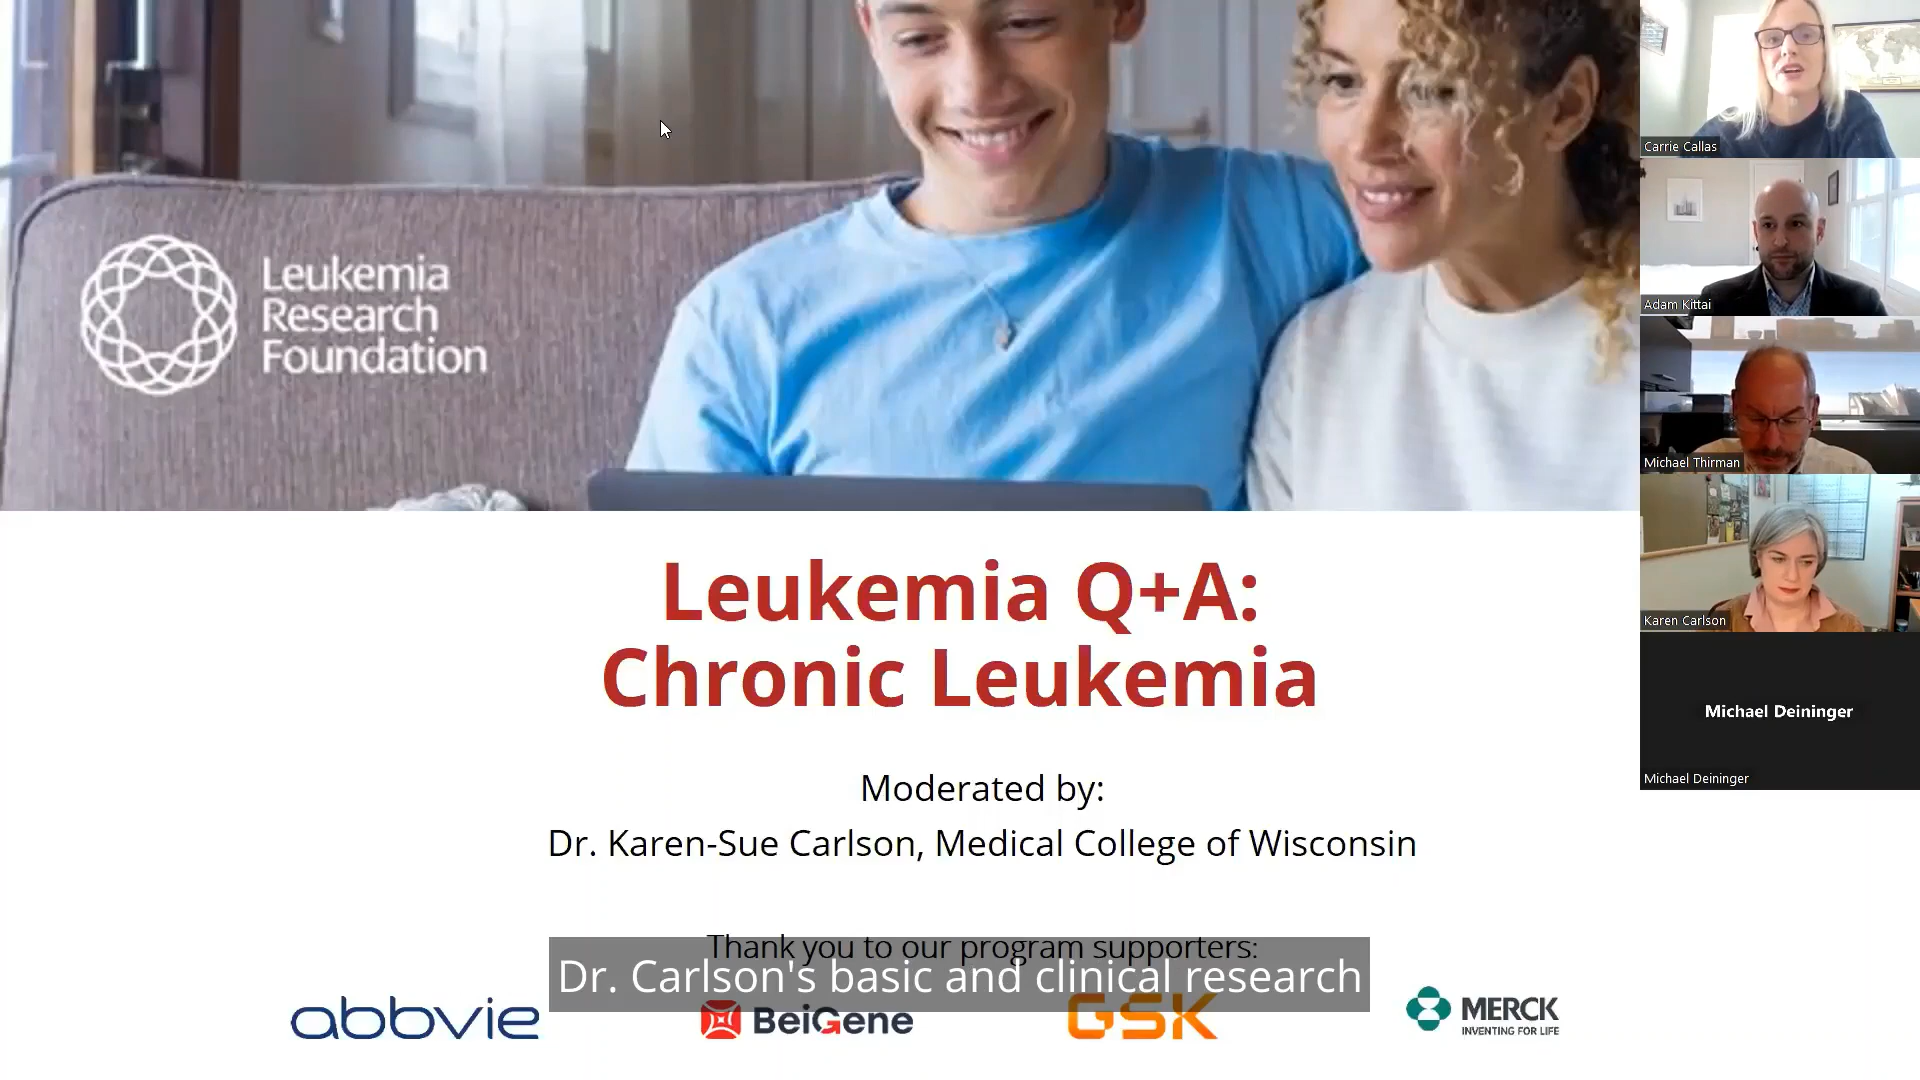 Leukemia
Research
Foundation
Leukemia Q+A:
Chronic Leukemia
Moderated by:
Dr. Karen-Sue Carlson, Medical College of Wisconsin
Thank you to our program supporters:
Dr. Carlson's basic and clinical research
abbvie
BeiGene
GSK
MERCK
INVENTING FOR LIFE
Carrie Callas
Adam Kittai
Michael Thirman
Karen Carlson
Michael Deininger
Michael Deininger